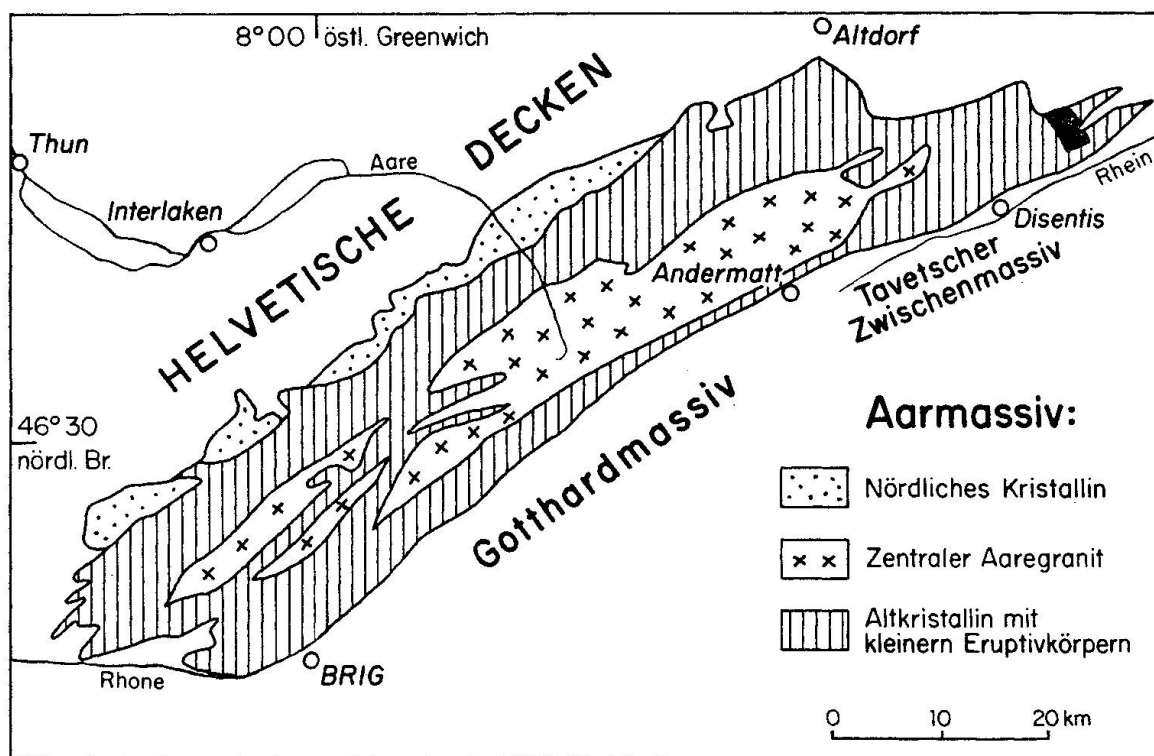 8°00 östl. Greenwich
Altdorf
Thun
Aare
HELVETISCHE DECKEN
Interlaken
Rhein
Disentis
Andermatt
Tavetscher
Zwischenmassiv
46°30
nördl. Br.
Gotthardmassiv
Aarmassiv:
Nördliches Kristallin
Zentraler Aaregranit
Altkristallin mit
kleinern Eruptivkörpern
Rhone
BRIG
0 10 20 km